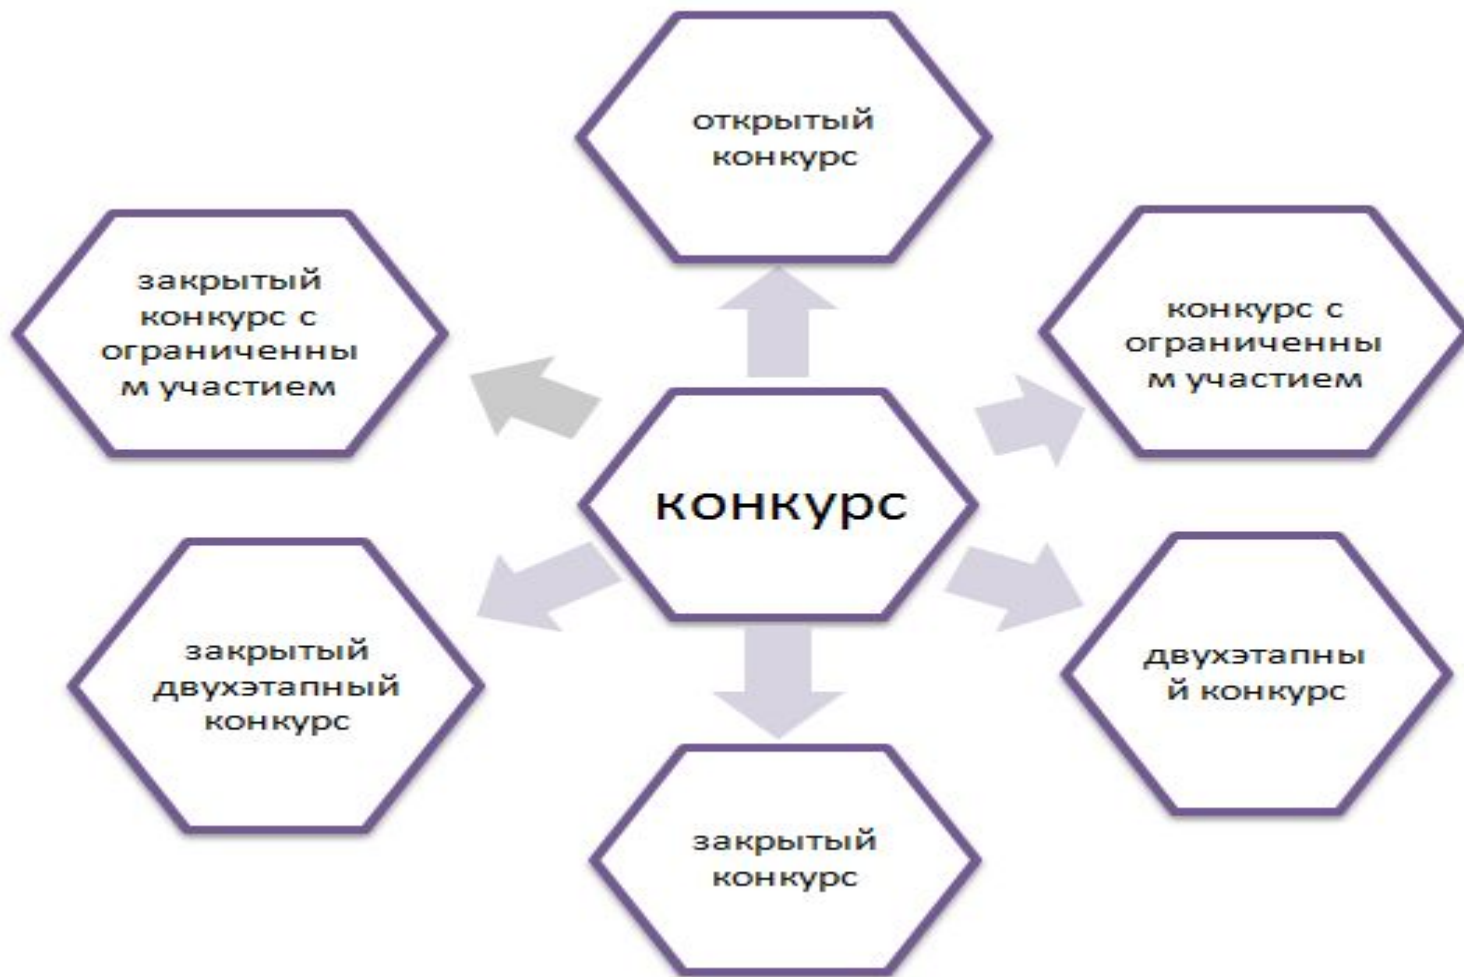 открытый
конкурс
закрытый
конкурс с
ограниченны
м участием
конкурс с
ограниченны
м участием
конкурс
закрытый
двухэтапный
конкурс
двухэтапны
й конкурс
закрытый
конкурс